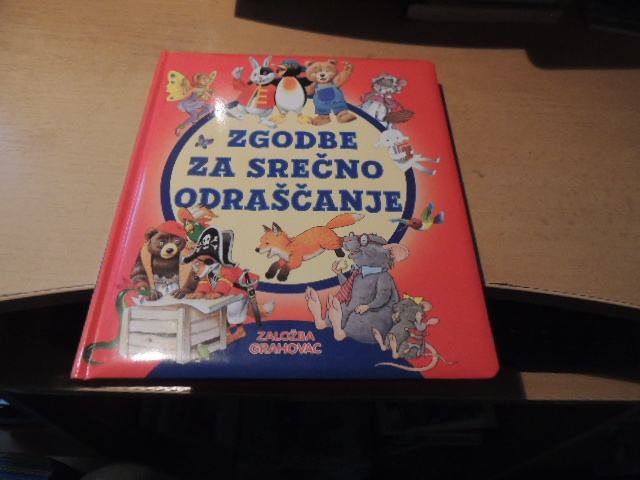 ZGODBE
ZA SREČNO
ODRAŠČANJE
ZALOŽBA
GRAHOVAC